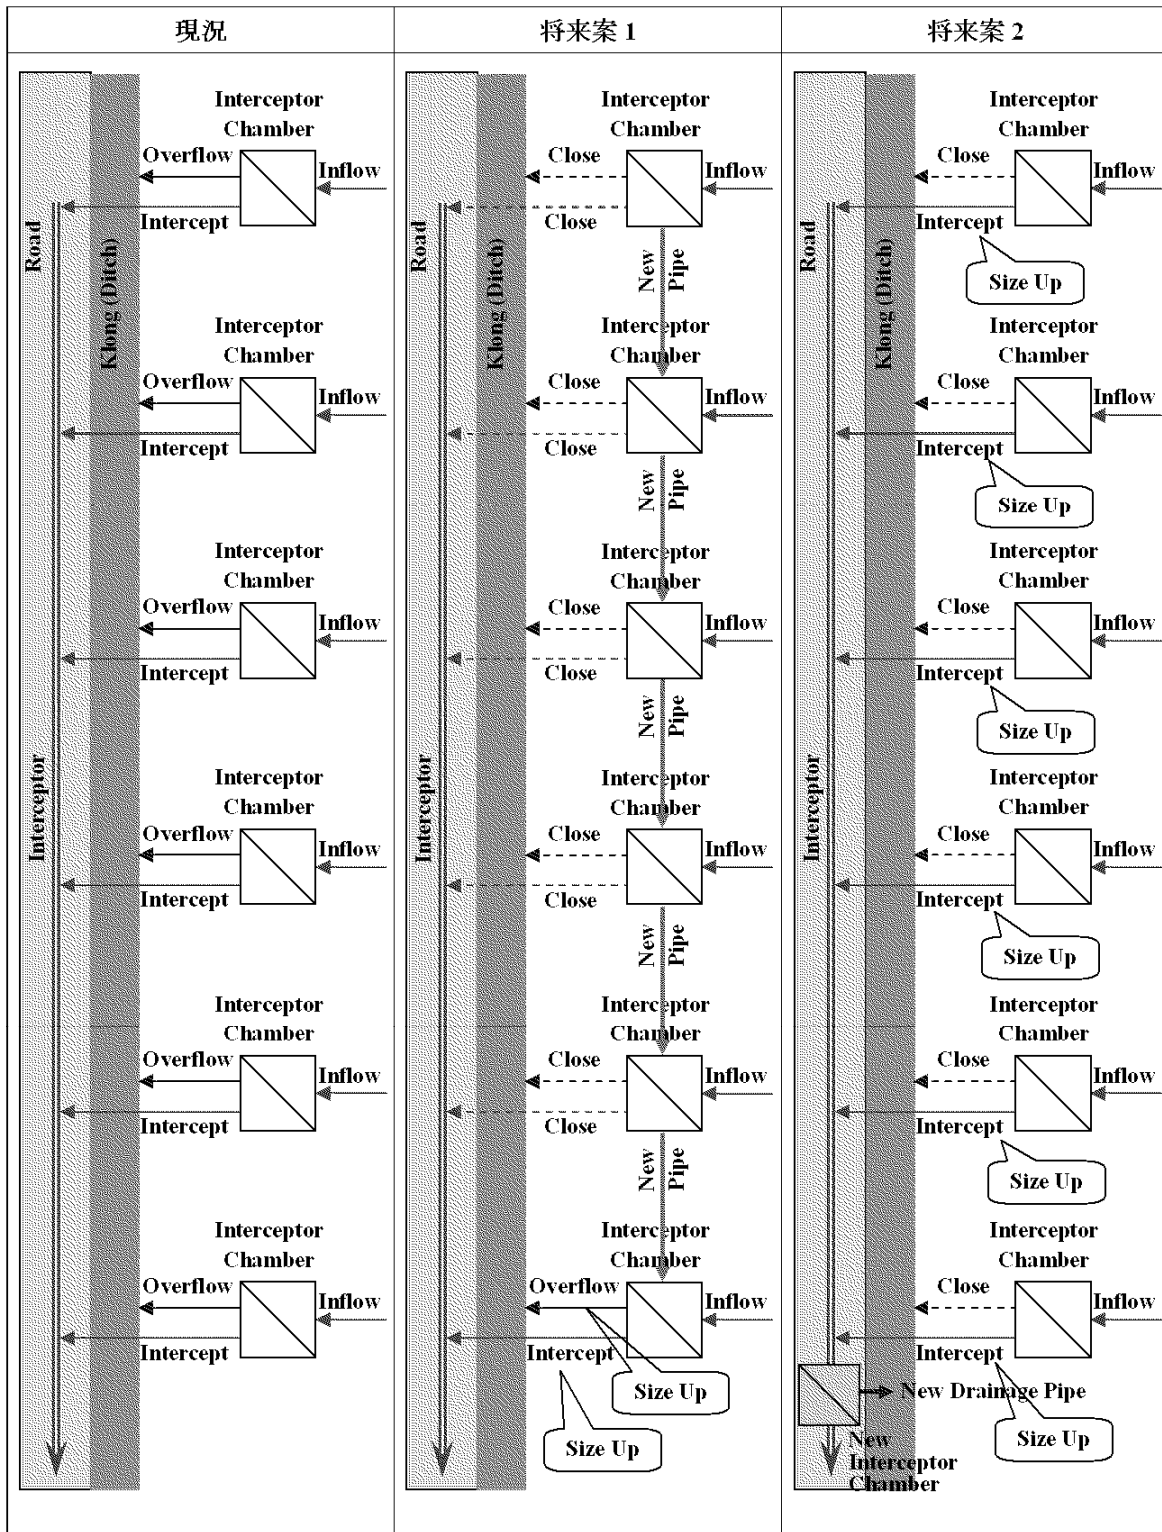 現況
将来案 1
将来案 2
Interceptor
Chamber
Overflow
Inflow
Intercept
Road
Klong (Ditch)
Interceptor
Chamber
Overflow
Inflow
Intercept
Interceptor
Chamber
Overflow
Inflow
Intercept
Interceptor
Interceptor
Chamber
Overflow
Inflow
Intercept
Interceptor
Chamber
Overflow
Inflow
Intercept
Interceptor
Chamber
Overflow
Inflow
Intercept
Interceptor
Chamber
Close
Inflow
Close
Road
Klong (Ditch)
New
Pipe
Interceptor
Chamber
Close
Inflow
Close
New
Pipe
Interceptor
Chamber
Close
Inflow
Close
New
Pipe
Interceptor
Interceptor
Chamber
Close
Inflow
Close
New
Pipe
Interceptor
Chamber
Close
Inflow
Close
New
Pipe
Interceptor
Chamber
Overflow
Inflow
Intercept
Size Up
Size Up
Interceptor
Chamber
Close
Inflow
Intercept
Size Up
Road
Klong (Ditch)
Interceptor
Chamber
Close
Inflow
Intercept
Size Up
Interceptor
Chamber
Close
Inflow
Intercept
Size Up
Interceptor
Interceptor
Chamber
Close
Inflow
Intercept
Size Up
Interceptor
Chamber
Close
Inflow
Intercept
Size Up
Interceptor
Chamber
Close
Inflow
Intercept
New Drainage Pipe
Size Up
New
Interceptor
Chamber